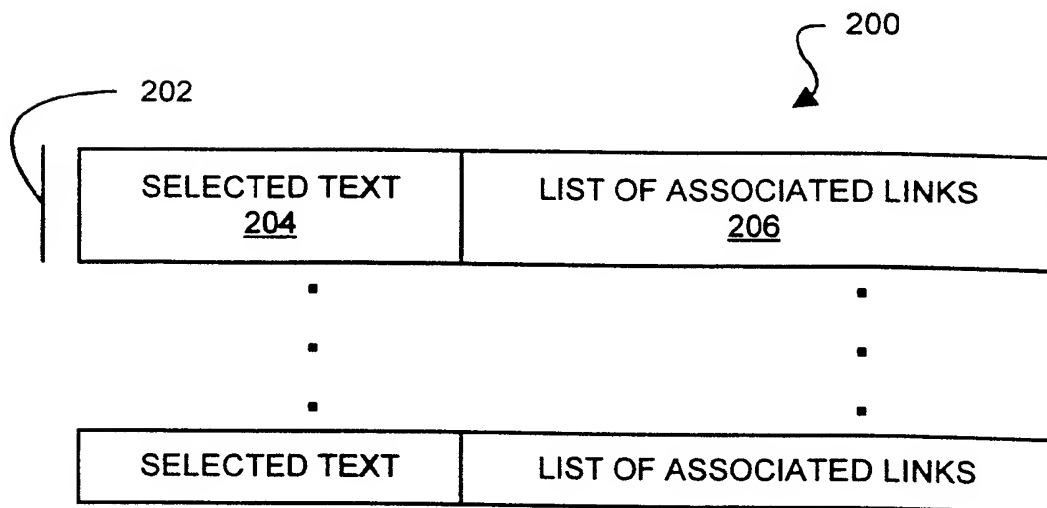 200
202
SELECTED TEXT
204
LIST OF ASSOCIATED LINKS
206
SELECTED TEXT
LIST OF ASSOCIATED LINKS